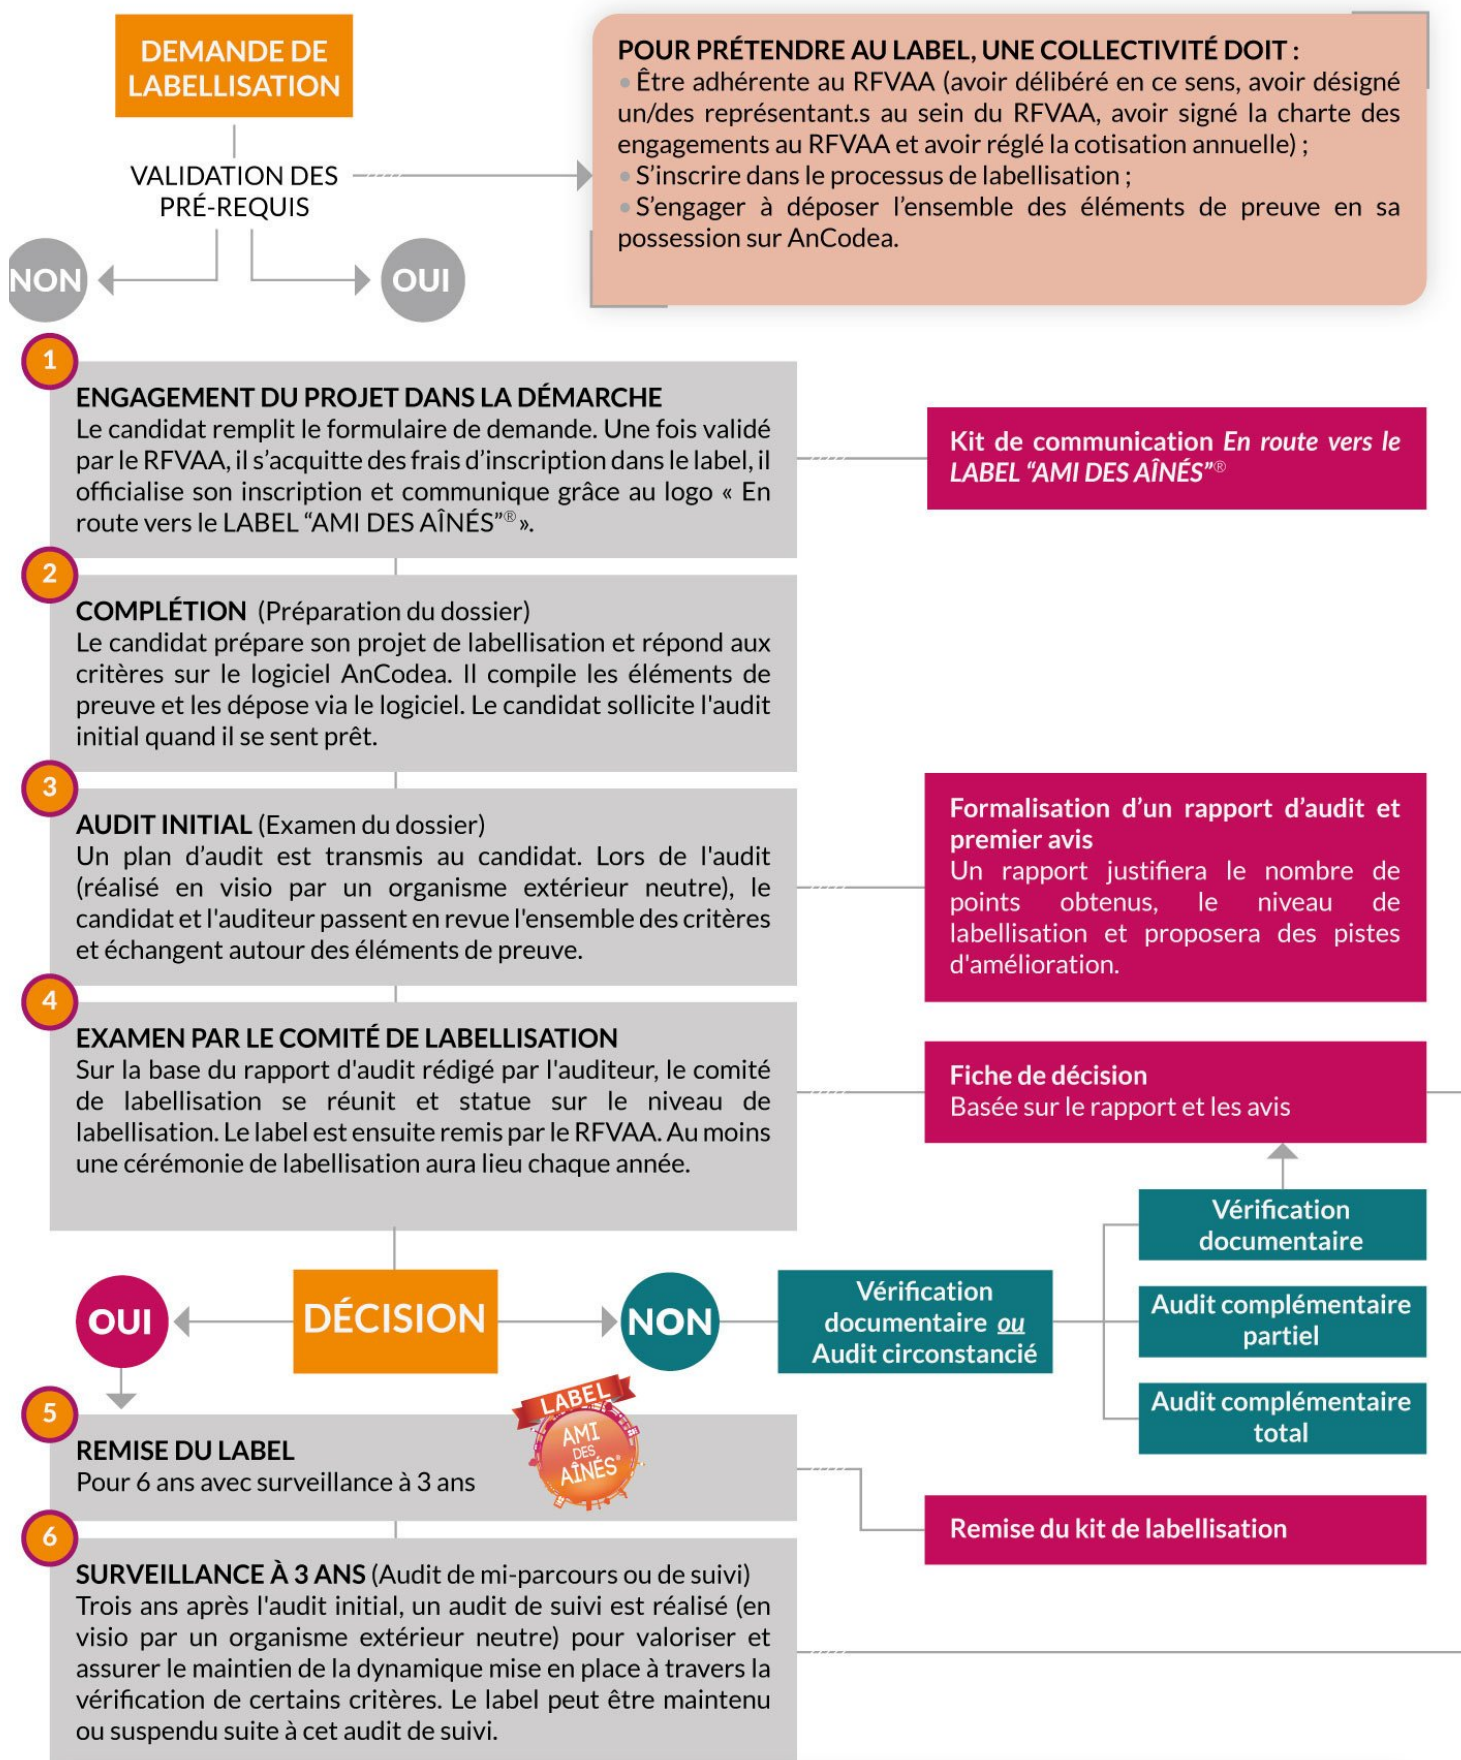 DEMANDE DE
LABELLISATION
POUR PRÉTENDRE AU LABEL, UNE COLLECTIVITÉ DOIT :
• Être adhérente au RFVAA (avoir délibéré en ce sens, avoir désigné
un/des représentant.s au sein du RFVAA, avoir signé la charte des
engagements au RFVAA et avoir réglé la cotisation annuelle) ;
• S'inscrire dans le processus de labellisation ;
• S'engager à déposer l'ensemble des éléments de preuve en sa
possession sur AnCodea.
VALIDATION DES
PRÉ-REQUIS
NON
OUI
1
ENGAGEMENT DU PROJET DANS LA DÉMARCHE
Le candidat remplit le formulaire de demande. Une fois validé
par le RFVAA, il s'acquitte des frais d'inscription dans le label, il
officialise son inscription et communique grâce au logo « En
route vers le LABEL “AMI DES AÎNÉS”® ».
Kit de communication En route vers le
LABEL “AMI DES AÎNÉS”®
2
COMPLÉTION (Préparation du dossier)
Le candidat prépare son projet de labellisation et répond aux
critères sur le logiciel AnCodea. Il compile les éléments de
preuve et les dépose via le logiciel. Le candidat sollicite l'audit
initial quand il se sent prêt.
3
AUDIT INITIAL (Examen du dossier)
Un plan d'audit est transmis au candidat. Lors de l'audit
(réalisé en visio par un organisme extérieur neutre), le
candidat et l'auditeur passent en revue l'ensemble des critères
et échangent autour des éléments de preuve.
Formalisation d'un rapport d'audit et
premier avis
Un rapport justifiera le nombre de
points obtenus, le niveau de
labellisation et proposera des pistes
d'amélioration.
4
EXAMEN PAR LE COMITÉ DE LABELLISATION
Sur la base du rapport d'audit rédigé par l'auditeur, le comité
de labellisation se réunit et statue sur le niveau de
labellisation. Le label est ensuite remis par le RFVAA. Au moins
une cérémonie de labellisation aura lieu chaque année.
Fiche de décision
Basée sur le rapport et les avis
OUI
DÉCISION
NON
Vérification
documentaire ou
Audit circonstancié
Vérification
documentaire
Audit complémentaire
partiel
Audit complémentaire
total
5
REMISE DU LABEL
Pour 6 ans avec surveillance à 3 ans
LABEL
AMI
DES
AÎNÉS®
Remise du kit de labellisation
6
SURVEILLANCE À 3 ANS (Audit de mi-parcours ou de suivi)
Trois ans après l'audit initial, un audit de suivi est réalisé (en
visio par un organisme extérieur neutre) pour valoriser et
assurer le maintien de la dynamique mise en place à travers la
vérification de certains critères. Le label peut être maintenu
ou suspendu suite à cet audit de suivi.